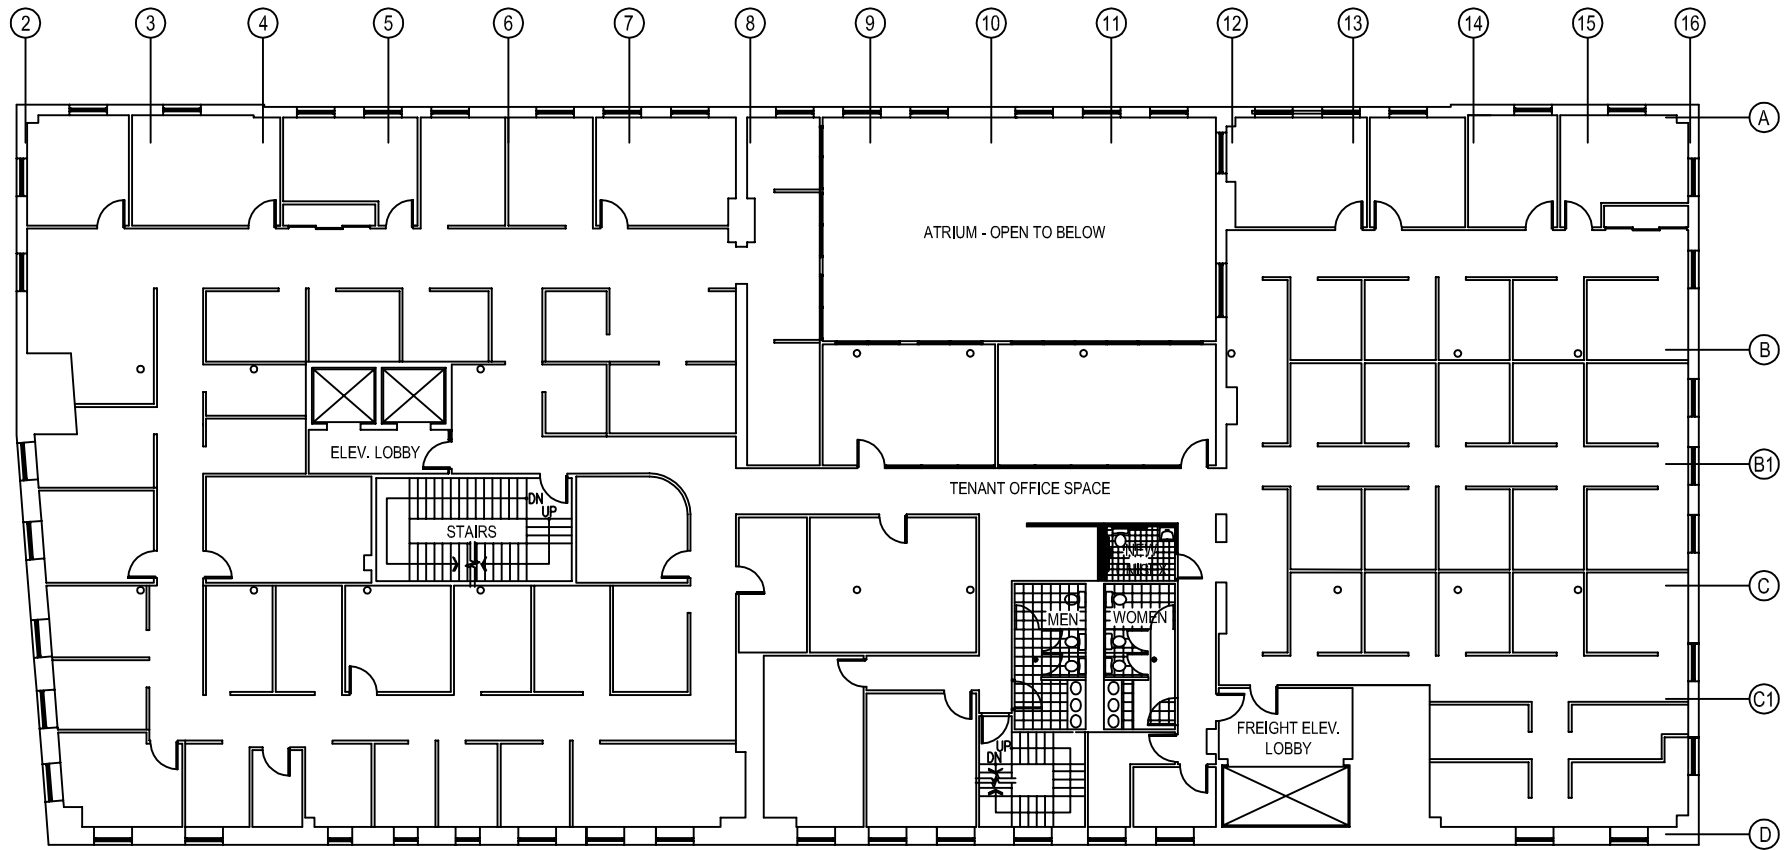 2 3 4 5 6 7 8 9 10 11 12 13 14 15 16
A
ATRIUM - OPEN TO BELOW
B
ELEV. LOBBY
B1
TENANT OFFICE SPACE
DN
UP
STAIRS
NEW
C
MEN
WOMEN
C1
FREIGHT ELEV.
LOBBY
UP
DN
D